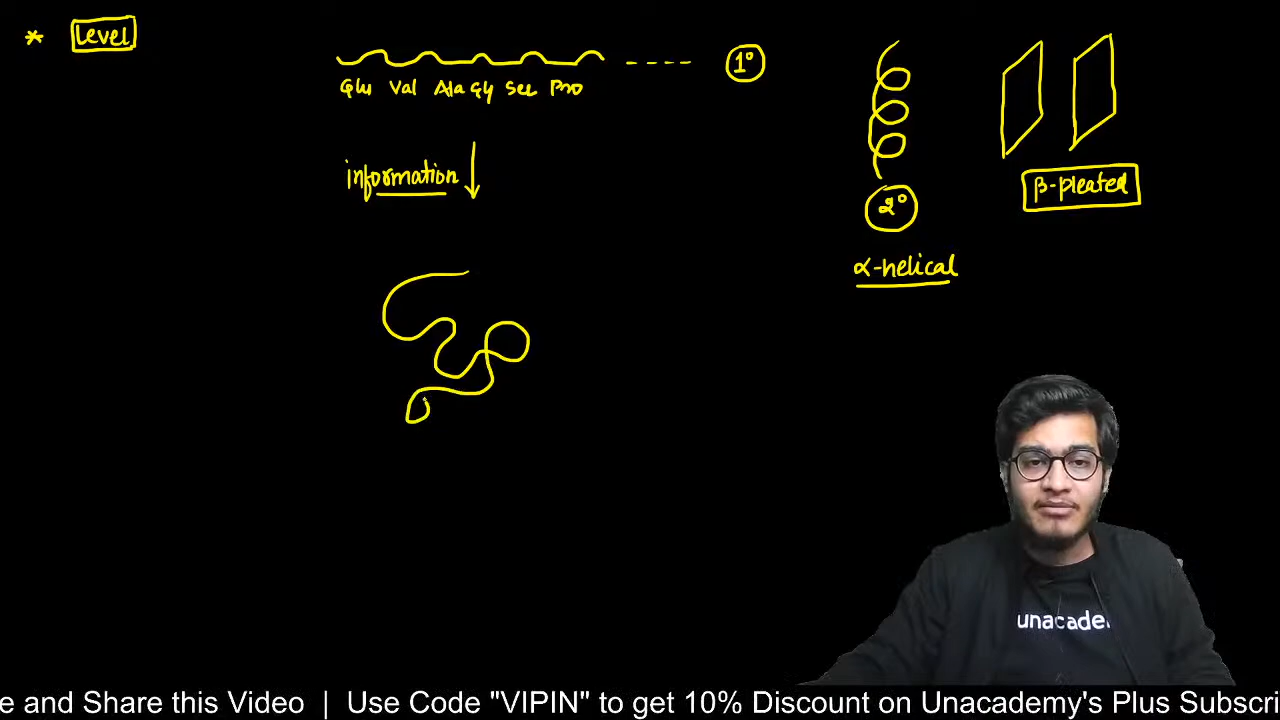 * Level
Glu Val Ala Gly Ser Pro
1°
information
2°
α-helical
β-pleated
unacade
e and Share this Video | Use Code "VIPIN" to get 10% Discount on Unacademy's Plus Subscri